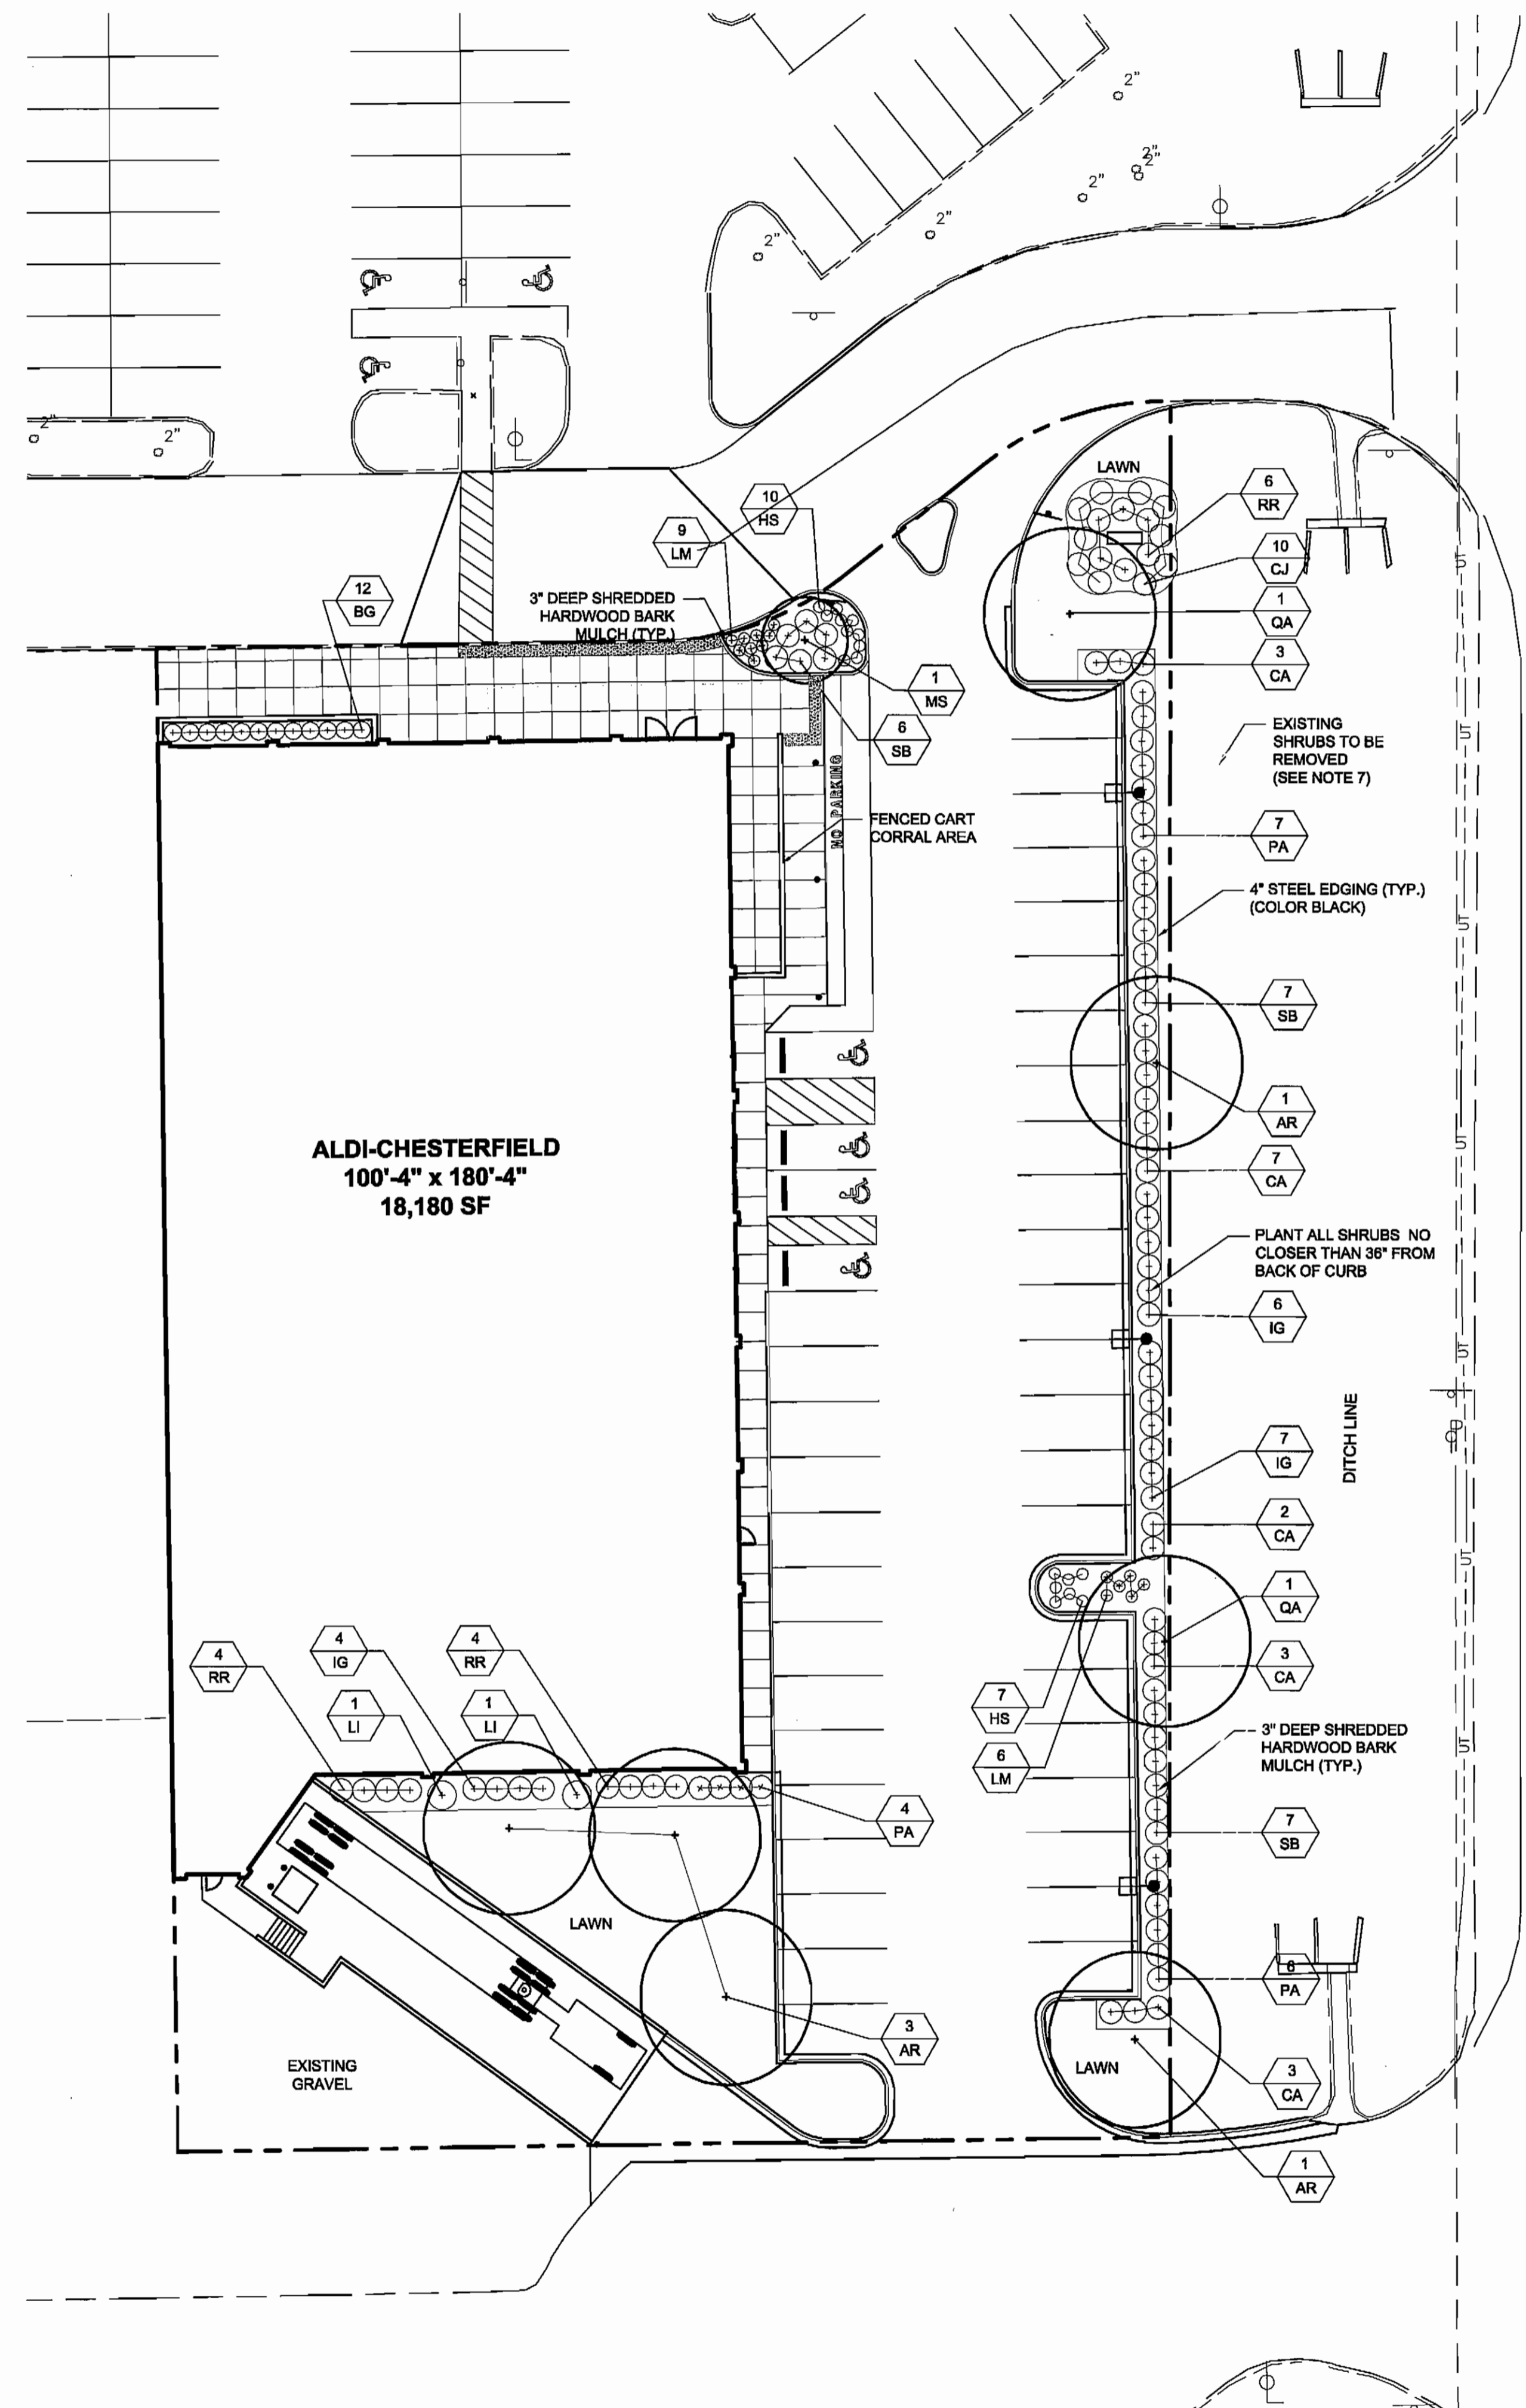 2"
2"
2"
2"
2"
2"
2"
2"
LAWN
10
HS
6
RR
9
LM
10
CJ
12
BG
3" DEEP SHREDDED
HARDWOOD BARK
MULCH (TYP.)
1
QA
3
CA
1
MS
6
SB
EXISTING
SHRUBS TO BE
REMOVED
(SEE NOTE 7)
NO PARKING
FENCED CART
CORRAL AREA
7
PA
4" STEEL EDGING (TYP.)
(COLOR BLACK)
7
SB
1
AR
ALDI-CHESTERFIELD
100'-4" x 180'-4"
18,180 SF
7
CA
PLANT ALL SHRUBS NO
CLOSER THAN 36" FROM
BACK OF CURB
6
IG
DITCH LINE
7
IG
2
CA
1
QA
4
RR
4
IG
4
RR
3
CA
1
LI
1
LI
7
HS
6
LM
3" DEEP SHREDDED
HARDWOOD BARK
MULCH (TYP.)
4
PA
7
SB
LAWN
6
PA
3
AR
EXISTING
GRAVEL
LAWN
3
CA
1
AR